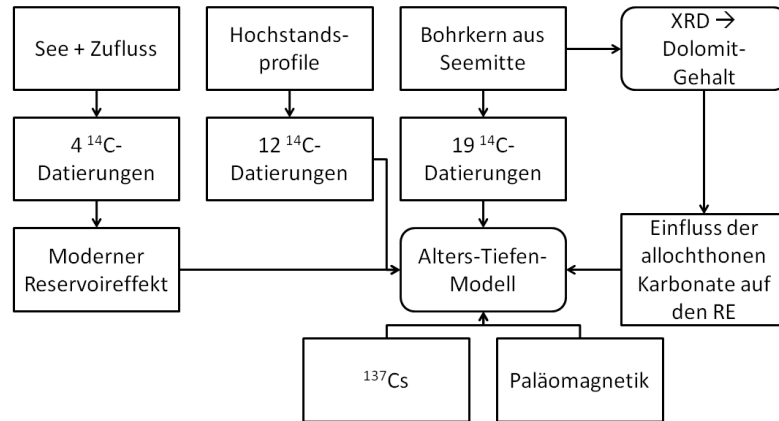 See + Zufluss
Hochstands-
profile
Bohrkern aus
Seemitte
XRD →
Dolomit-
Gehalt
4 ¹⁴C-
Datierungen
12 ¹⁴C-
Datierungen
19 ¹⁴C-
Datierungen
Moderner
Reservoireffekt
Alters-Tiefen-
Modell
Einfluss der
allochthonen
Karbonate auf
den RE
¹³⁷Cs
Paläomagnetik